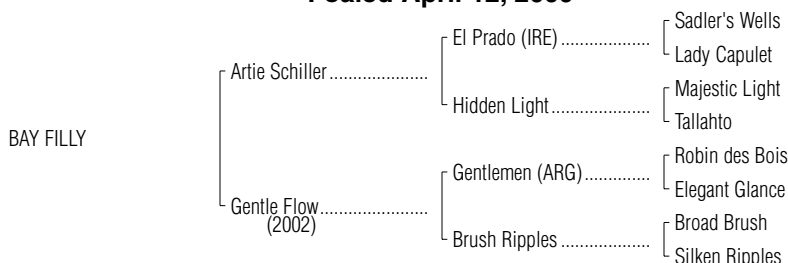 Foaled April 12,
Sadler's Wells
El Prado (IRE)
Lady Capulet
Artie Schiller
Majestic Light
Hidden Light
Tallahto
BAY FILLY
Robin des Bois
Gentlemen (ARG)
Elegant Glance
Gentle Flow
(2002)
Broad Brush
Brush Ripples
Silken Ripples